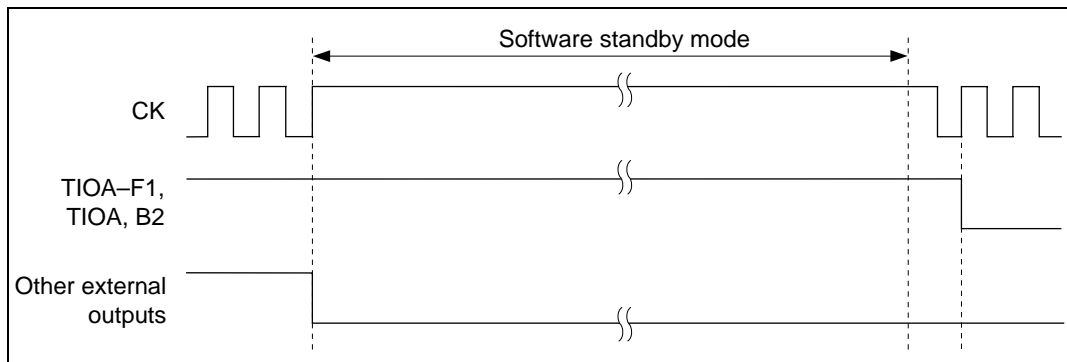 Software standby mode
CK
TIOA–F1,
TIOA, B2
Other external
outputs